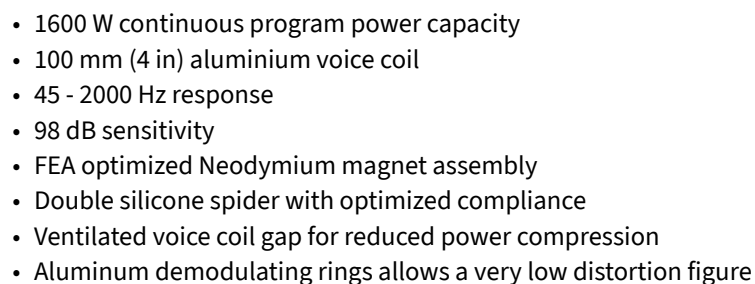 • 1600 W continuous program power capacity
• 100 mm (4 in) aluminium voice coil
• 45 - 2000 Hz response
• 98 dB sensitivity
• FEA optimized Neodymium magnet assembly
• Double silicone spider with optimized compliance
• Ventilated voice coil gap for reduced power compression
• Aluminum demodulating rings allows a very low distortion figure